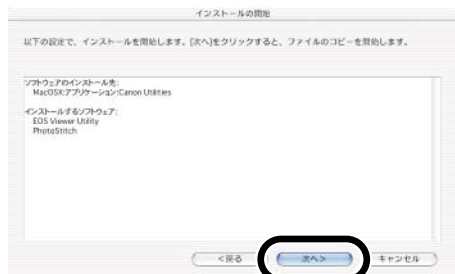 インストールの開始
以下の設定で、インストールを開始します。[次へ]をクリックすると、ファイルのコピーを開始します。
ソフトウェアのインストール先:
MacOSX:アプリケーション:Canon Utilities
インストールするソフトウェア:
EOS Viewer Utility
PhotoStitch
<戻る 次へ> キャンセル